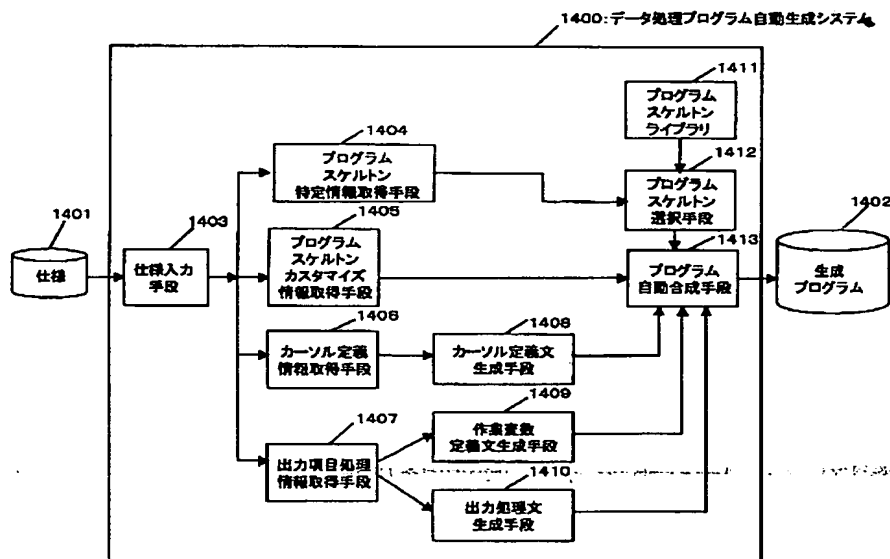 1400:データ処理プログラム自動生成システム
1411
プログラム
スケルトン
ライブラリ
1404
プログラム
スケルトン
特定情報取得手段
1412
プログラム
スケルトン
選択手段
1401
仕様
1403
仕様入力
手段
1405
プログラム
スケルトン
カスタマイズ
情報取得手段
1413
プログラム
自動合成手段
1402
生成
プログラム
1406
カーソル定義
情報取得手段
1408
カーソル定義文
生成手段
1409
作業変数
定義文生成手段
1407
出力項目処理
情報取得手段
1410
出力処理文
生成手段